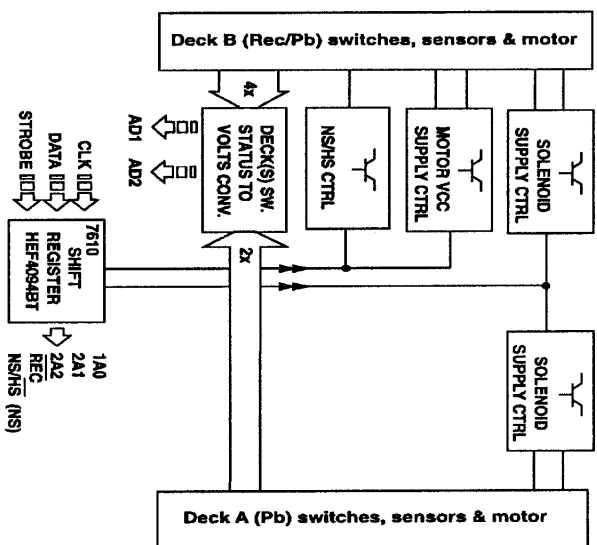 Deck B (Rec/Pb) switches, sensors & motor
4x
DECK(S) SW.
STATUS TO
VOLTS CONV.
NS/HS CTRL
MOTOR VCC
SUPPLY CTRL
SOLENOID
SUPPLY CTRL
AD1
AD2
CLK
DATA
STROBE
7610
SHIFT
REGISTER
HEF4094BT
2x
1A0
2A1
2A2
REC
NS/HS (NS)
SOLENOID
SUPPLY CTRL
Deck A (Pb) switches, sensors & motor